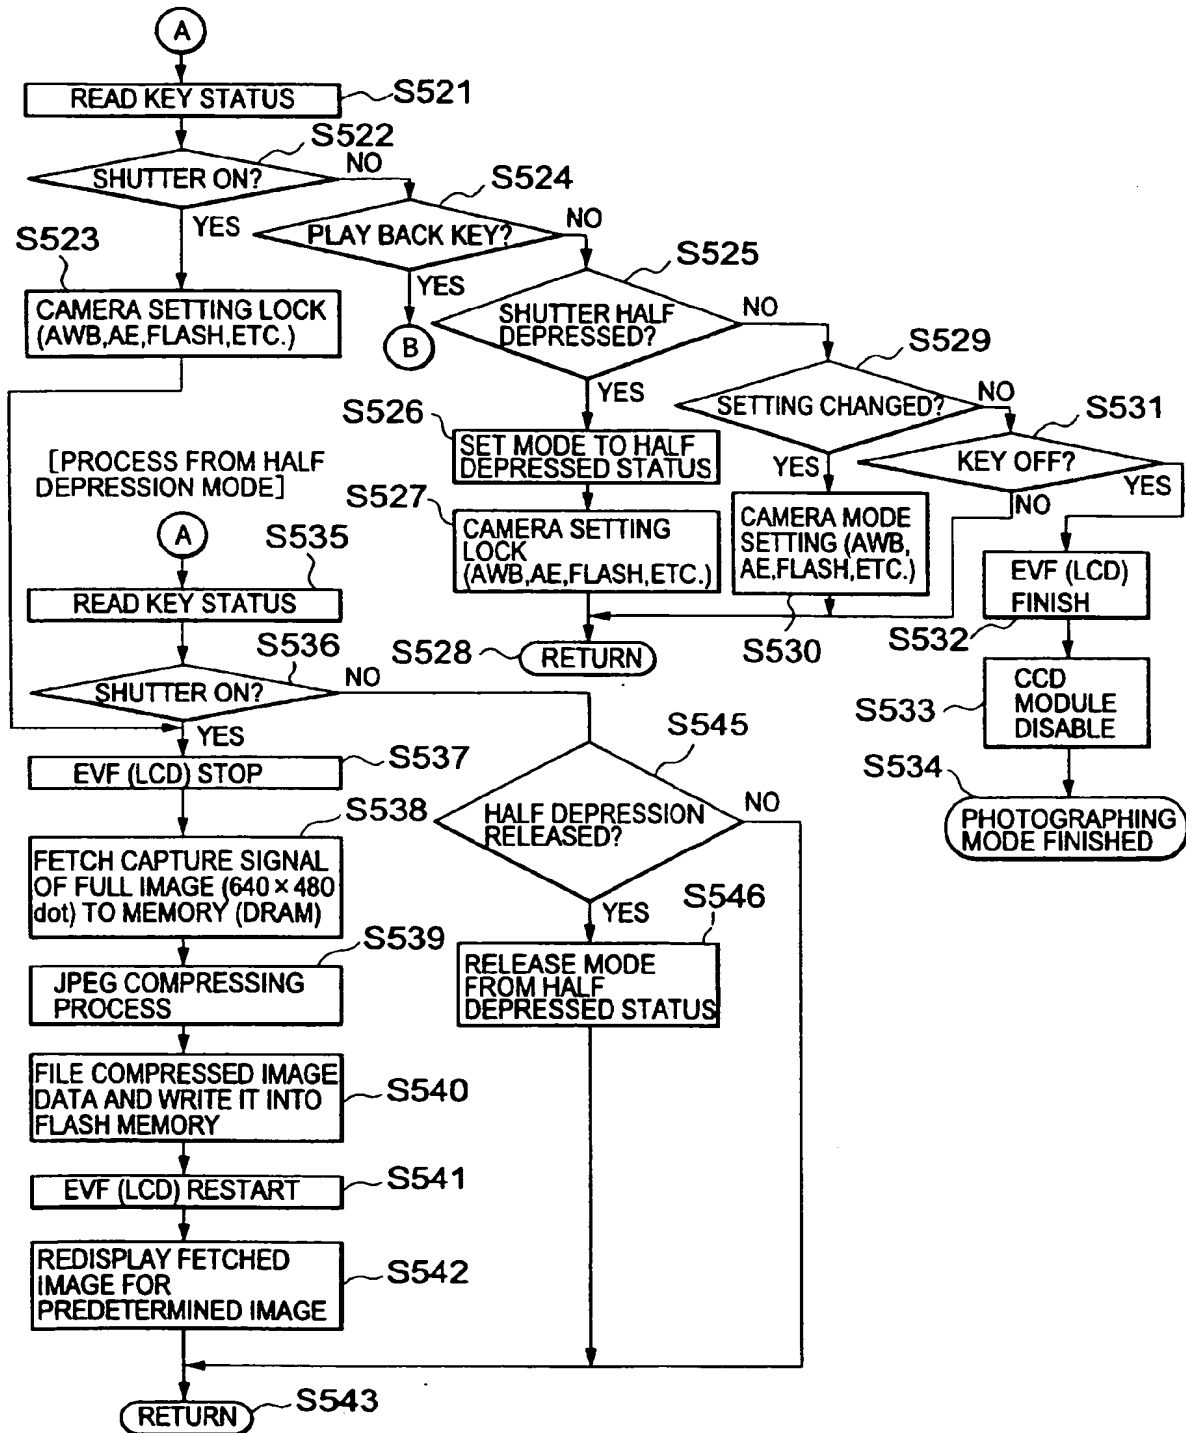 A
READ KEY STATUS
S521
S522
SHUTTER ON?
NO
YES
S523
CAMERA SETTING LOCK
(AWB,AE,FLASH,ETC.)
S524
PLAY BACK KEY?
NO
YES
B
S525
SHUTTER HALF
DEPRESSED?
NO
YES
S526
SET MODE TO HALF
DEPRESSED STATUS
S527
CAMERA SETTING
LOCK
(AWB,AE,FLASH,ETC.)
S528
RETURN
S529
SETTING CHANGED?
NO
YES
CAMERA MODE
SETTING (AWB,
AE,FLASH,ETC.)
S530
S531
KEY OFF?
YES
NO
EVF (LCD)
FINISH
S532
CCD
MODULE
DISABLE
S533
S534
PHOTOGRAPHING
MODE FINISHED
[PROCESS FROM HALF
DEPRESSION MODE]
A
S535
READ KEY STATUS
S536
SHUTTER ON?
NO
YES
EVF (LCD) STOP
S537
S538
FETCH CAPTURE SIGNAL
OF FULL IMAGE (640×480
dot) TO MEMORY (DRAM)
S539
JPEG COMPRESSING
PROCESS
FILE COMPRESSED IMAGE
DATA AND WRITE IT INTO
FLASH MEMORY
S540
EVF (LCD) RESTART
S541
REDISPLAY FETCHED
IMAGE FOR
PREDETERMINED IMAGE
S542
RETURN
S543
S545
HALF DEPRESSION
RELEASED?
NO
YES
S546
RELEASE MODE
FROM HALF
DEPRESSED STATUS